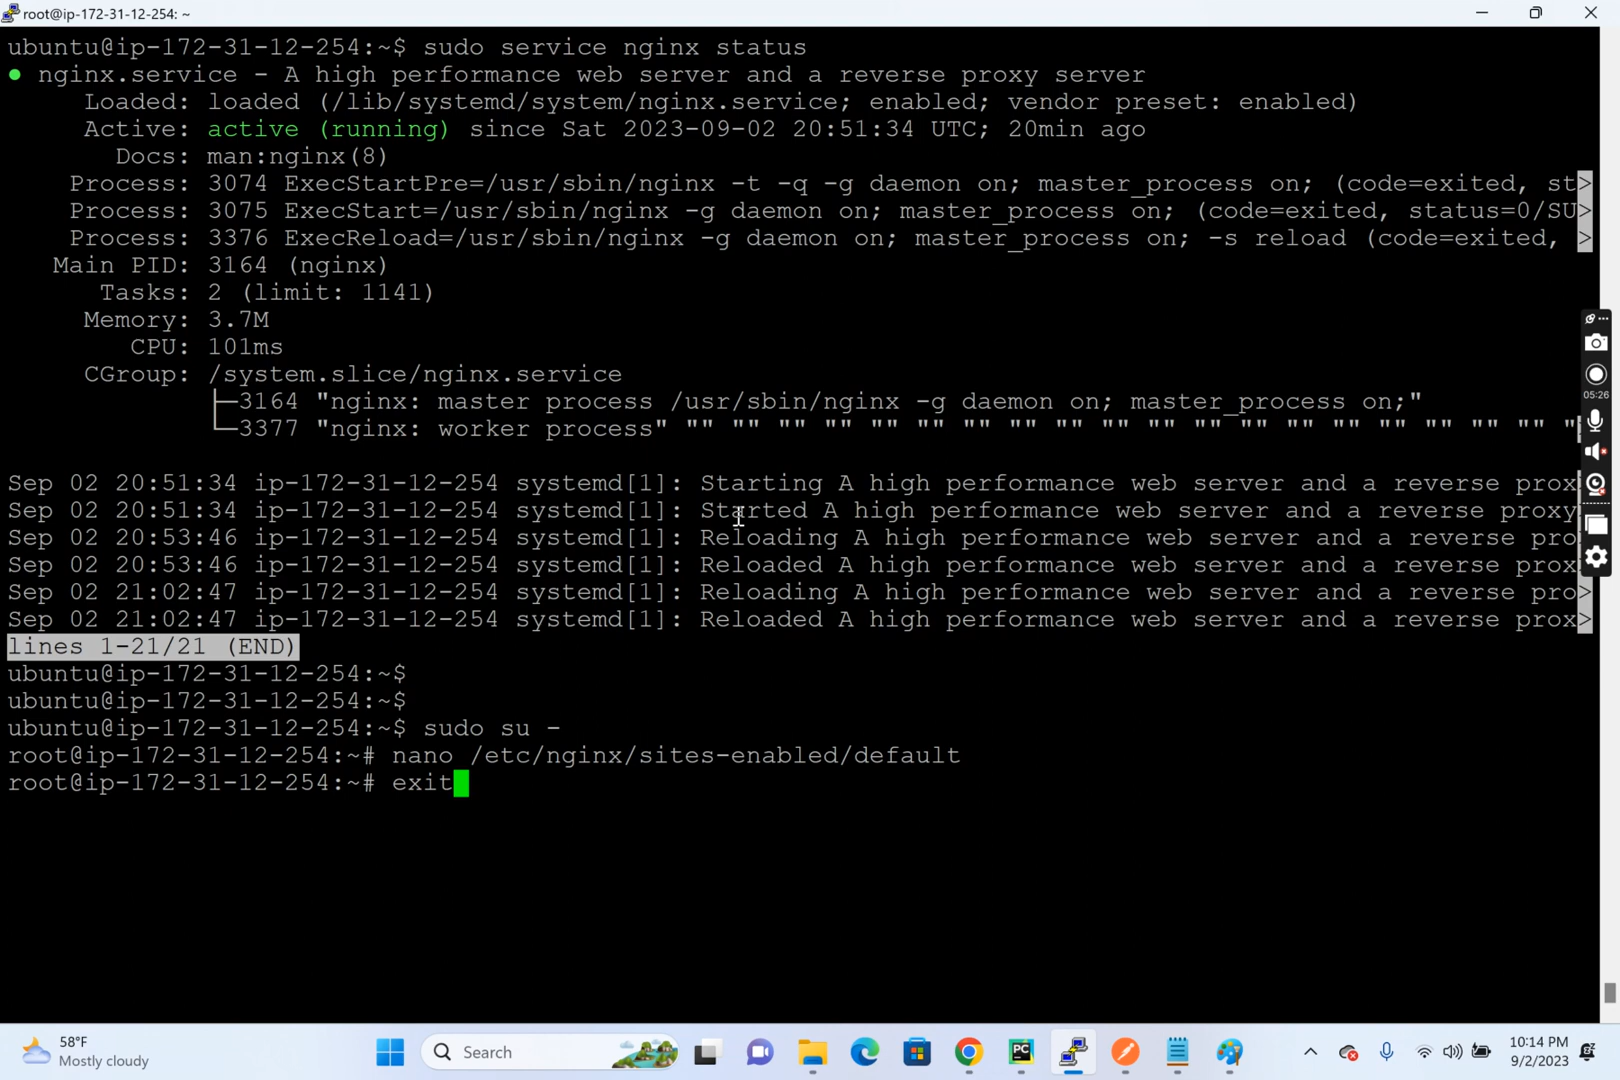 root@ip-172-31-12-254: ~
ubuntu@ip-172-31-12-254:~$ sudo service nginx status
● nginx.service - A high performance web server and a reverse proxy server
Loaded: loaded (/lib/systemd/system/nginx.service; enabled; vendor preset: enabled)
Active: active (running) since Sat 2023-09-02 20:51:34 UTC; 20min ago
Docs: man:nginx(8)
Process: 3074 ExecStartPre=/usr/sbin/nginx -t -q -g daemon on; master_process on; (code=exited, st>
Process: 3075 ExecStart=/usr/sbin/nginx -g daemon on; master_process on; (code=exited, status=0/SU>
Process: 3376 ExecReload=/usr/sbin/nginx -g daemon on; master_process on; -s reload (code=exited, >
Main PID: 3164 (nginx)
Tasks: 2 (limit: 1141)
Memory: 3.7M
CPU: 101ms
CGroup: /system.slice/nginx.service
├─3164 "nginx: master process /usr/sbin/nginx -g daemon on; master_process on;"
└─3377 "nginx: worker process" "" "" "" "" "" "" "" "" "" "" "" "" "" "" "" "" "" "" "" "
Sep 02 20:51:34 ip-172-31-12-254 systemd[1]: Starting A high performance web server and a reverse prox
Sep 02 20:51:34 ip-172-31-12-254 systemd[1]: Started A high performance web server and a reverse proxy
Sep 02 20:53:46 ip-172-31-12-254 systemd[1]: Reloading A high performance web server and a reverse pro
Sep 02 20:53:46 ip-172-31-12-254 systemd[1]: Reloaded A high performance web server and a reverse prox
Sep 02 21:02:47 ip-172-31-12-254 systemd[1]: Reloading A high performance web server and a reverse pro>
Sep 02 21:02:47 ip-172-31-12-254 systemd[1]: Reloaded A high performance web server and a reverse prox>
lines 1-21/21 (END)
ubuntu@ip-172-31-12-254:~$
ubuntu@ip-172-31-12-254:~$
ubuntu@ip-172-31-12-254:~$ sudo su -
root@ip-172-31-12-254:~# nano /etc/nginx/sites-enabled/default
root@ip-172-31-12-254:~# exit
05:26
58°F
Mostly cloudy
Search
PC
10:14 PM
9/2/2023